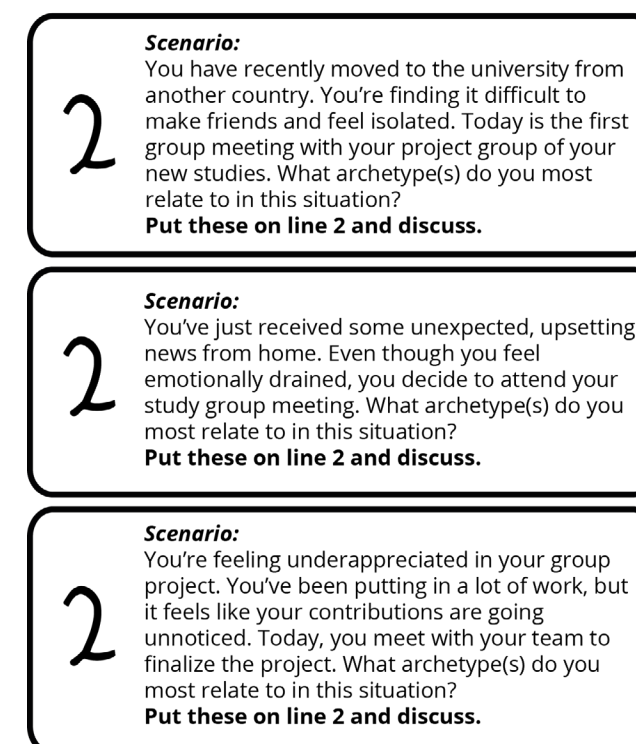 2
Scenario:
You have recently moved to the university from
another country. You’re finding it difficult to
make friends and feel isolated. Today is the first
group meeting with your project group of your
new studies. What archetype(s) do you most
relate to in this situation?
Put these on line 2 and discuss.
2
Scenario:
You’ve just received some unexpected, upsetting
news from home. Even though you feel
emotionally drained, you decide to attend your
study group meeting. What archetype(s) do you
most relate to in this situation?
Put these on line 2 and discuss.
2
Scenario:
You’re feeling underappreciated in your group
project. You’ve been putting in a lot of work, but
it feels like your contributions are going
unnoticed. Today, you meet with your team to
finalize the project. What archetype(s) do you
most relate to in this situation?
Put these on line 2 and discuss.